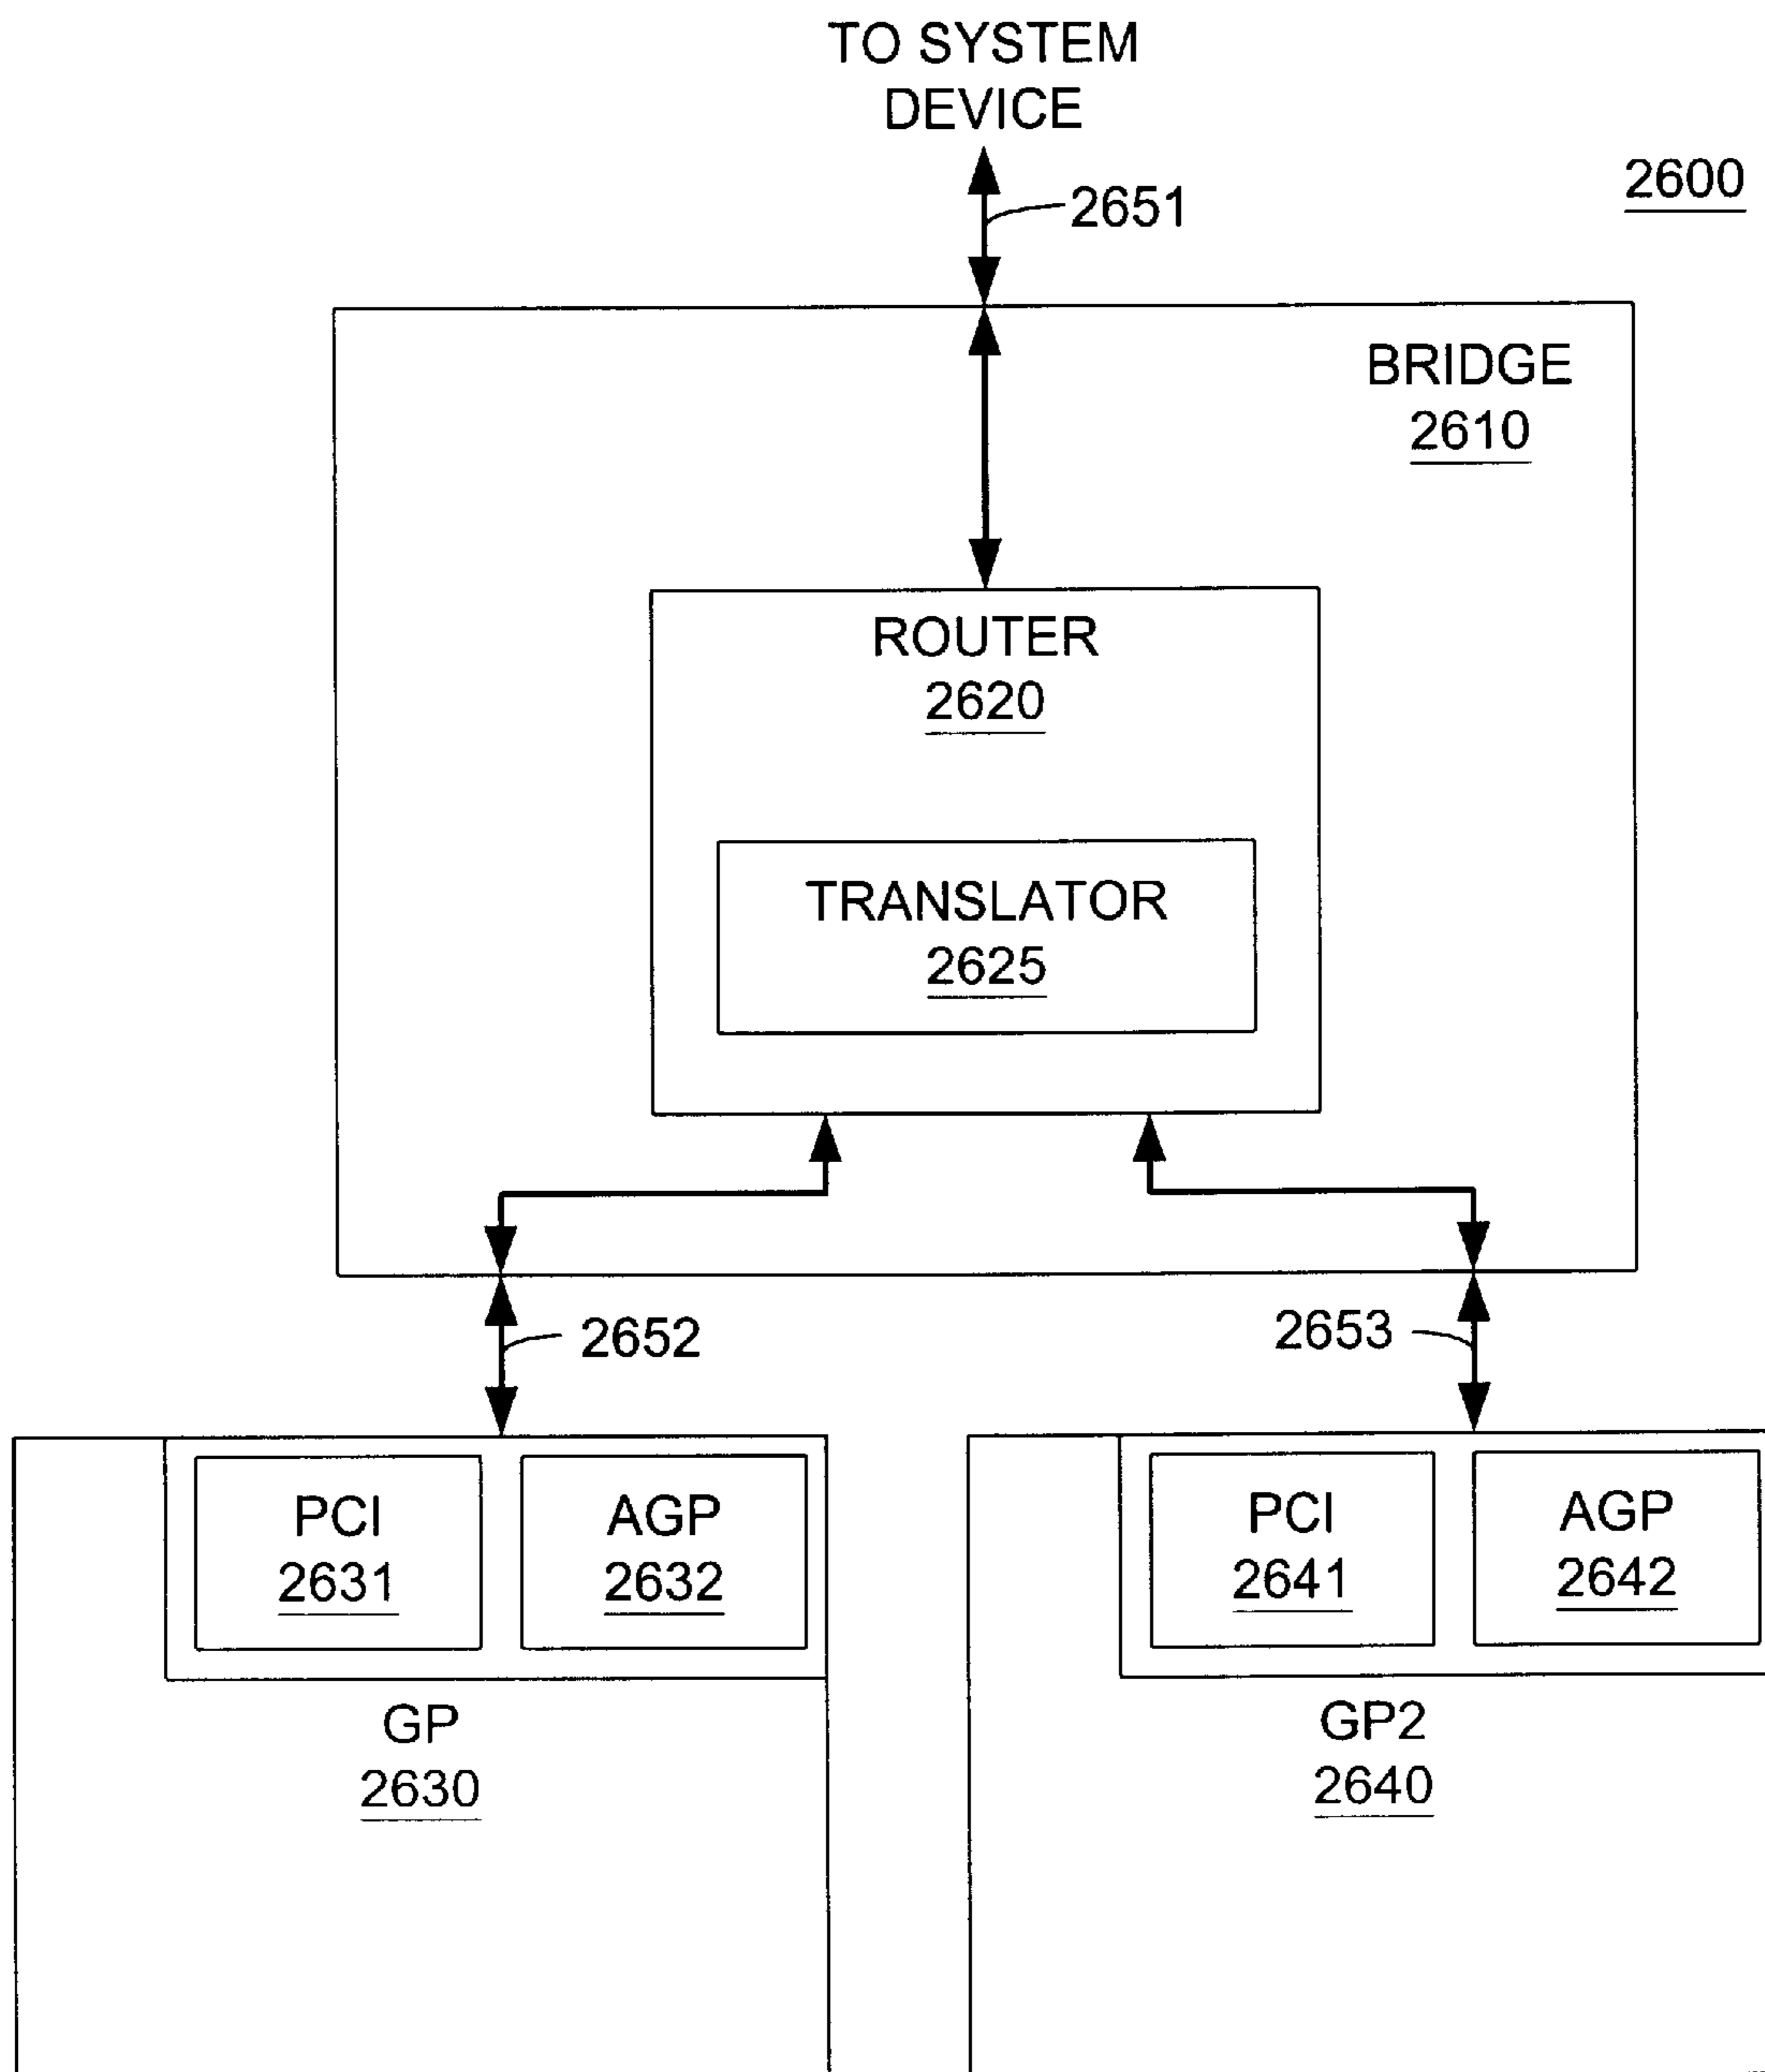 TO SYSTEM
DEVICE
2600
2651
BRIDGE
2610
ROUTER
2620
TRANSLATOR
2625
2652
2653
PCI
2631
AGP
2632
PCI
2641
AGP
2642
GP
2630
GP2
2640